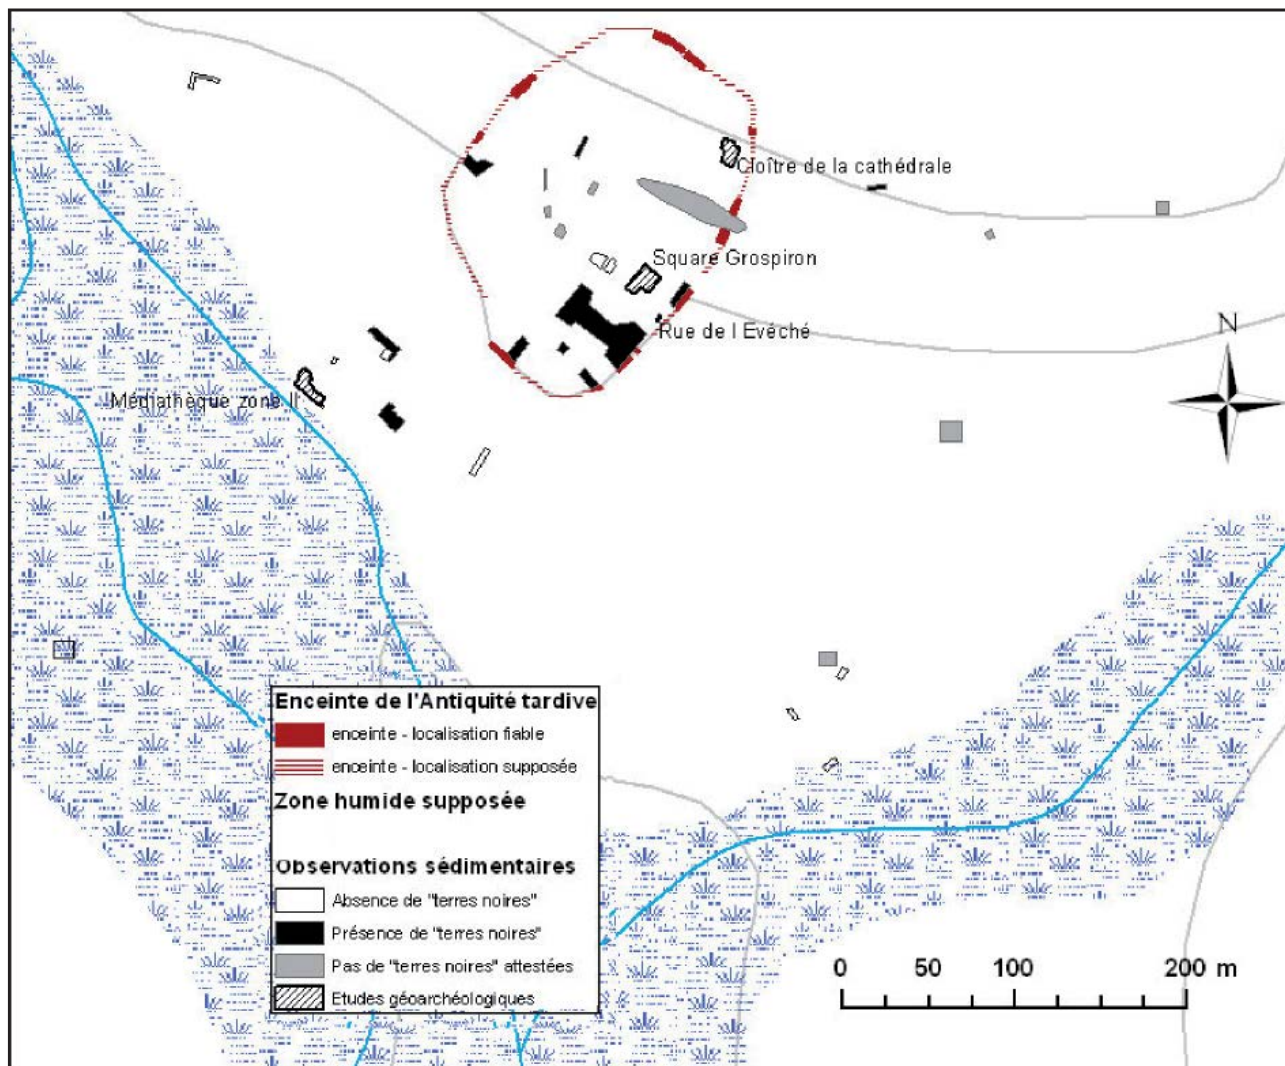 Cloître de la cathédrale
Square Grospiron
Rue de l Evéché
N
Médiathèque zone II
Enceinte de l'Antiquité tardive
enceinte - localisation fiable
enceinte - localisation supposée
Zone humide supposée
Observations sédimentaires
Absence de "terres noires"
Présence de "terres noires"
Pas de "terres noires" attestées
Etudes géoarchéologiques
0 50 100 200 m